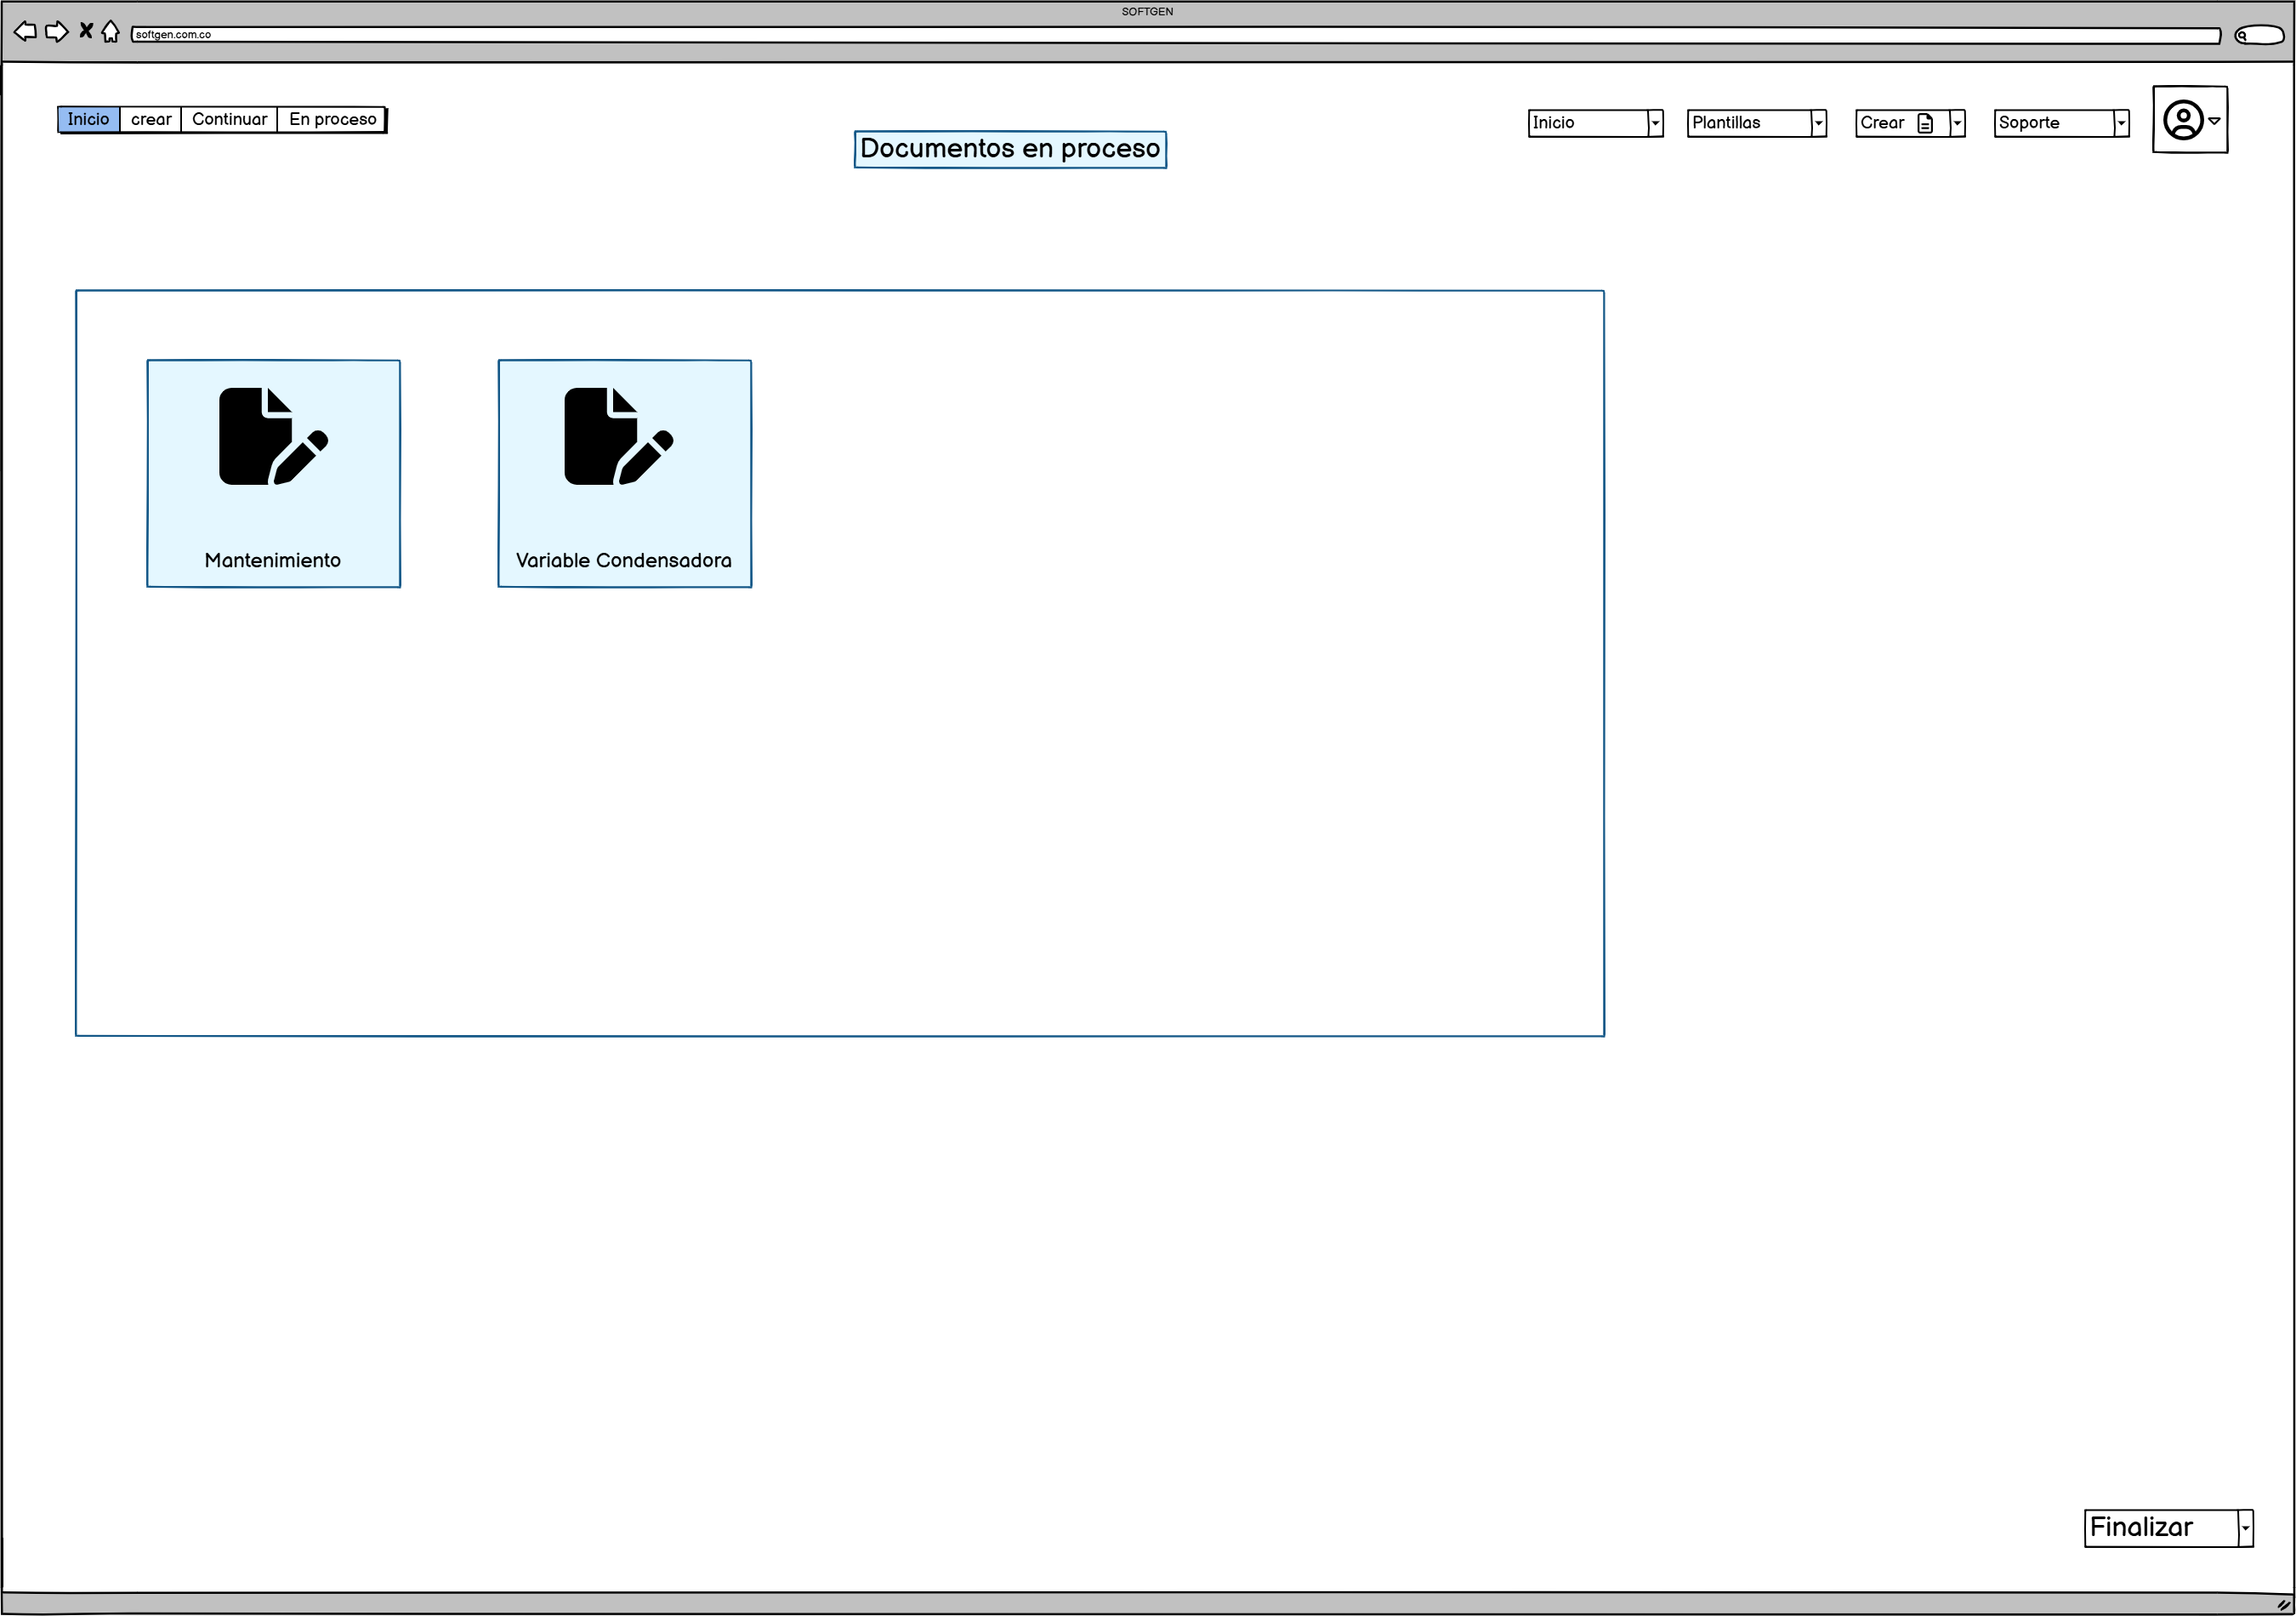 SOFTGEN
softgen.com.co
Inicio crear Continuar En proceso
Documentos en proceso
Inicio Plantillas Crear Soporte
Mantenimiento
Variable Condensadora
Finalizar